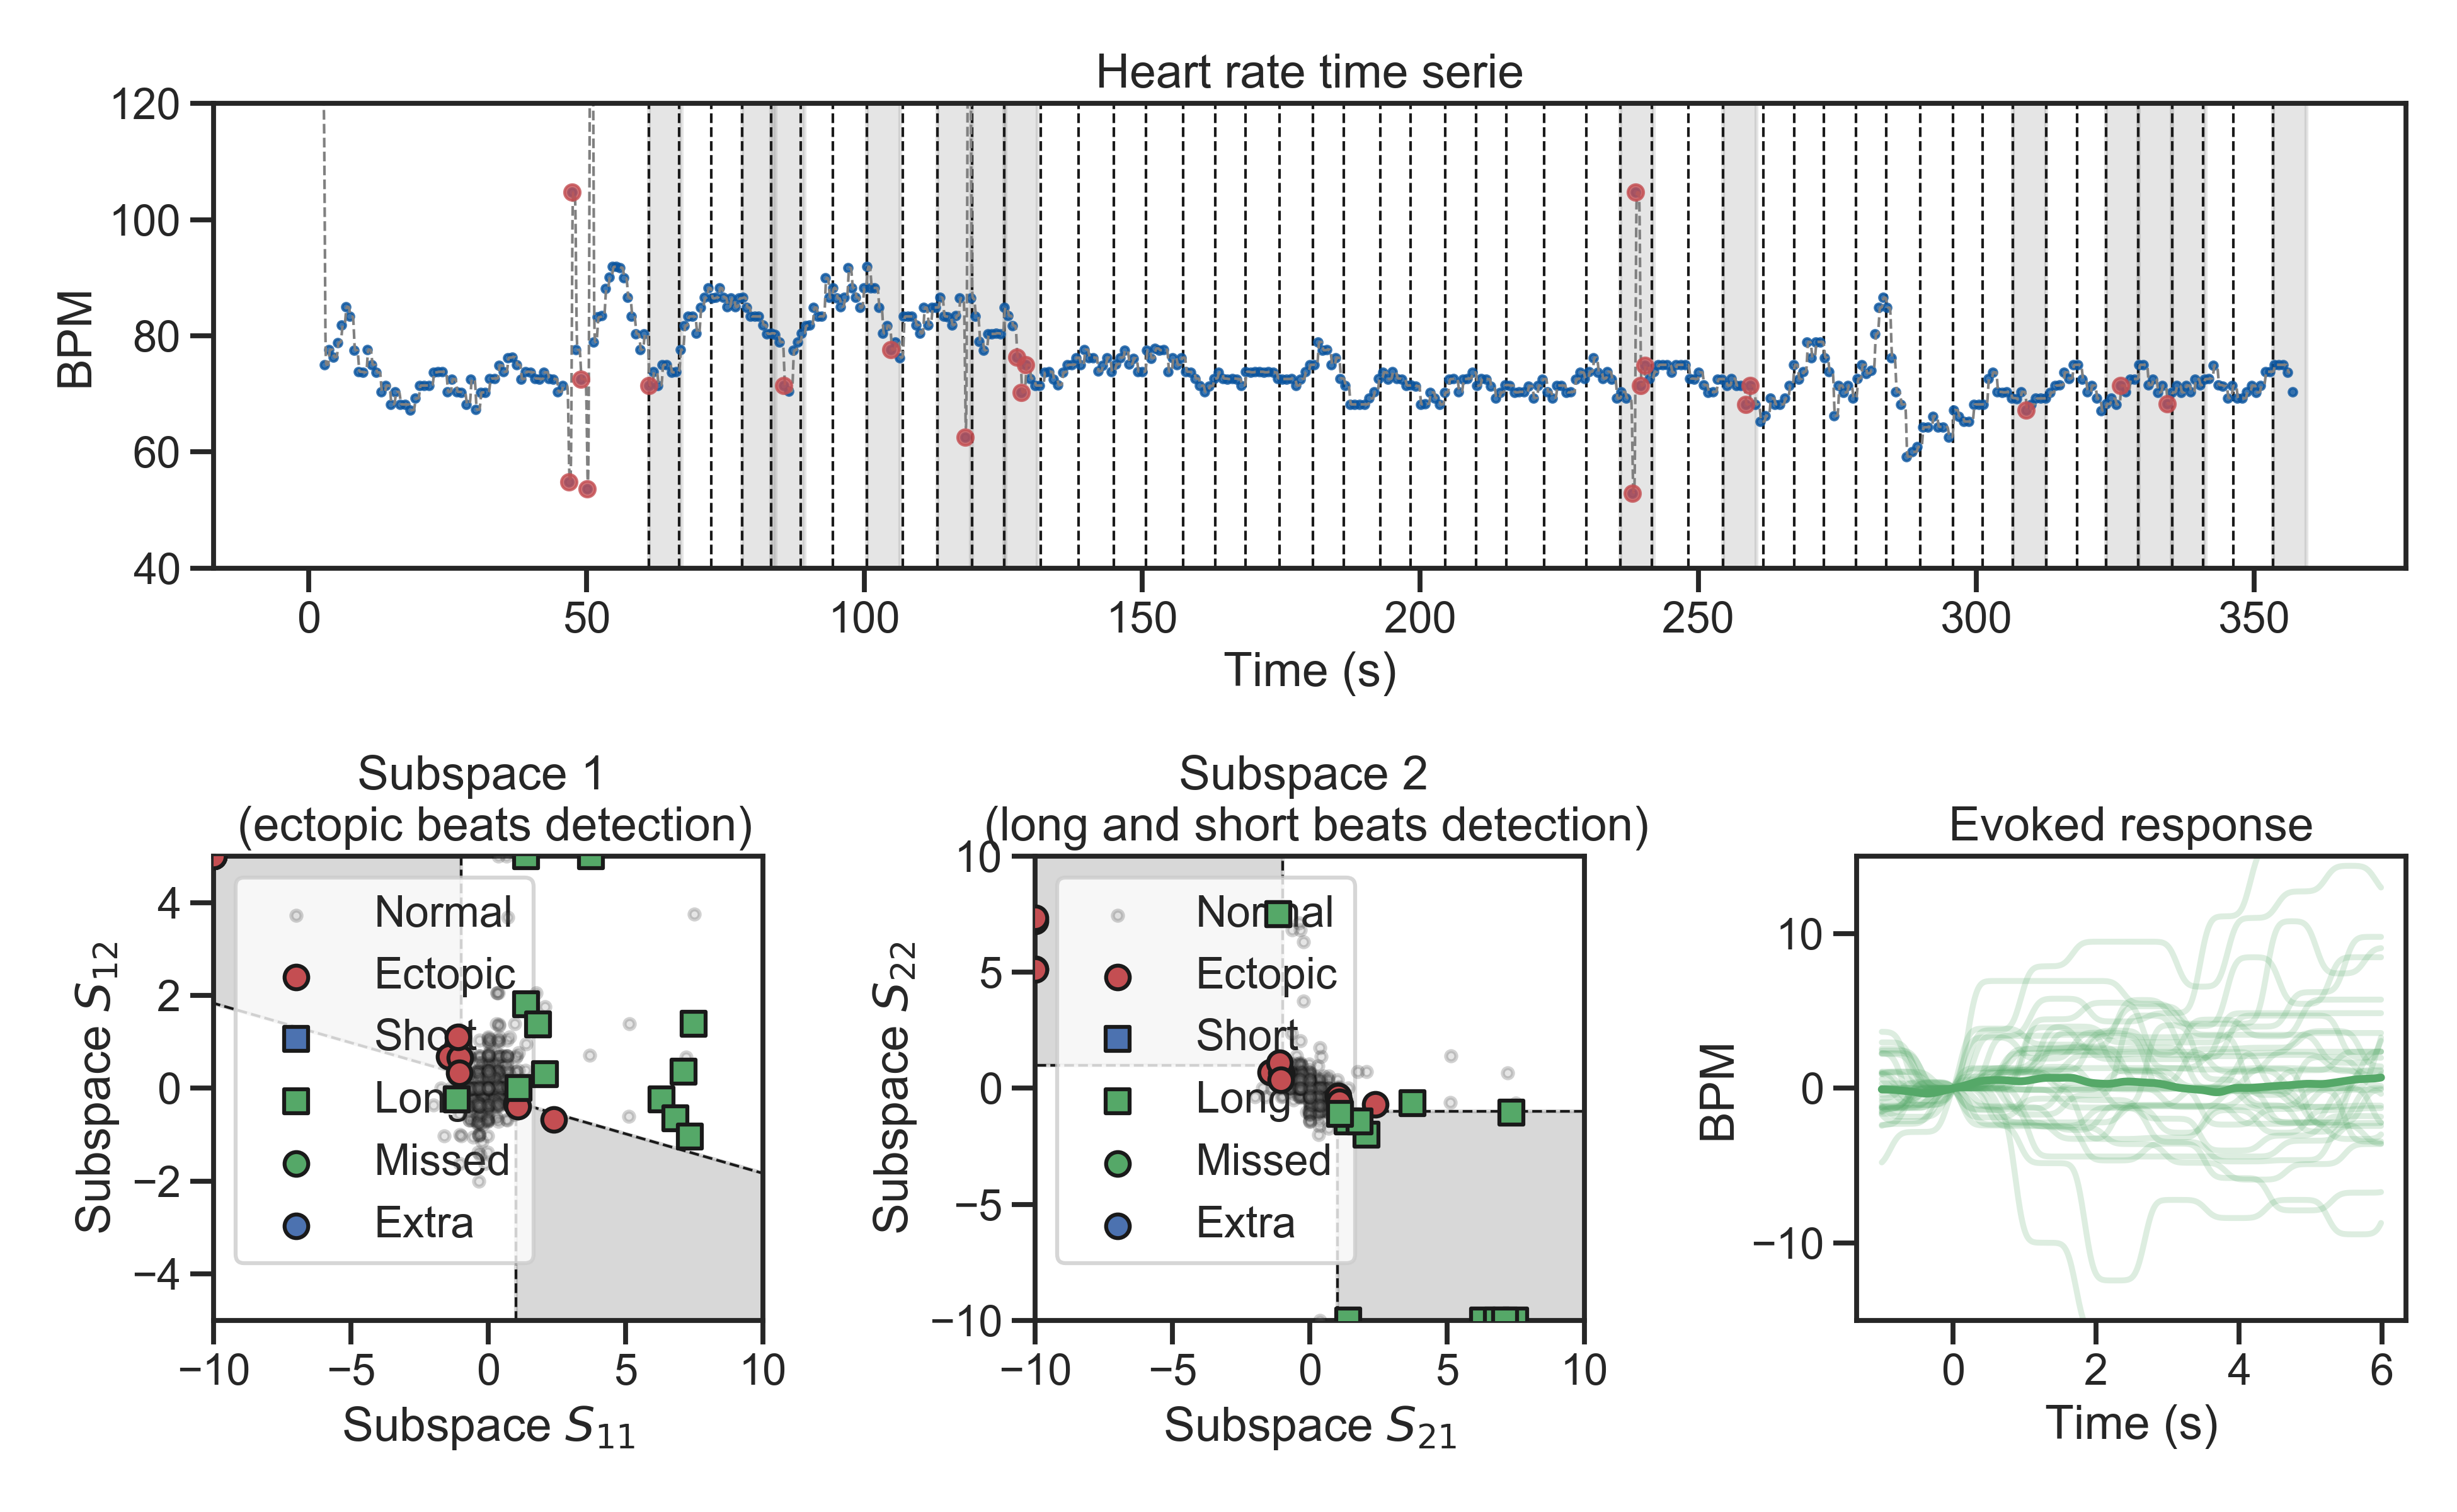 Heart rate time serie
120
100
80
60
40
BPM
0 50 100 150 200 250 300 350
Time (s)
Subspace 1
(ectopic beats detection)
4
2
0
−2
−4
Subspace S12
Normal
Ectopic
Short
Long
Missed
Extra
−10 −5 0 5 10
Subspace S11
Subspace 2
(long and short beats detection)
10
5
0
−5
−10
Subspace S22
Normal
Ectopic
Short
Long
Missed
Extra
−10 −5 0 5 10
Subspace S21
Evoked response
10
0
−10
BPM
0 2 4 6
Time (s)